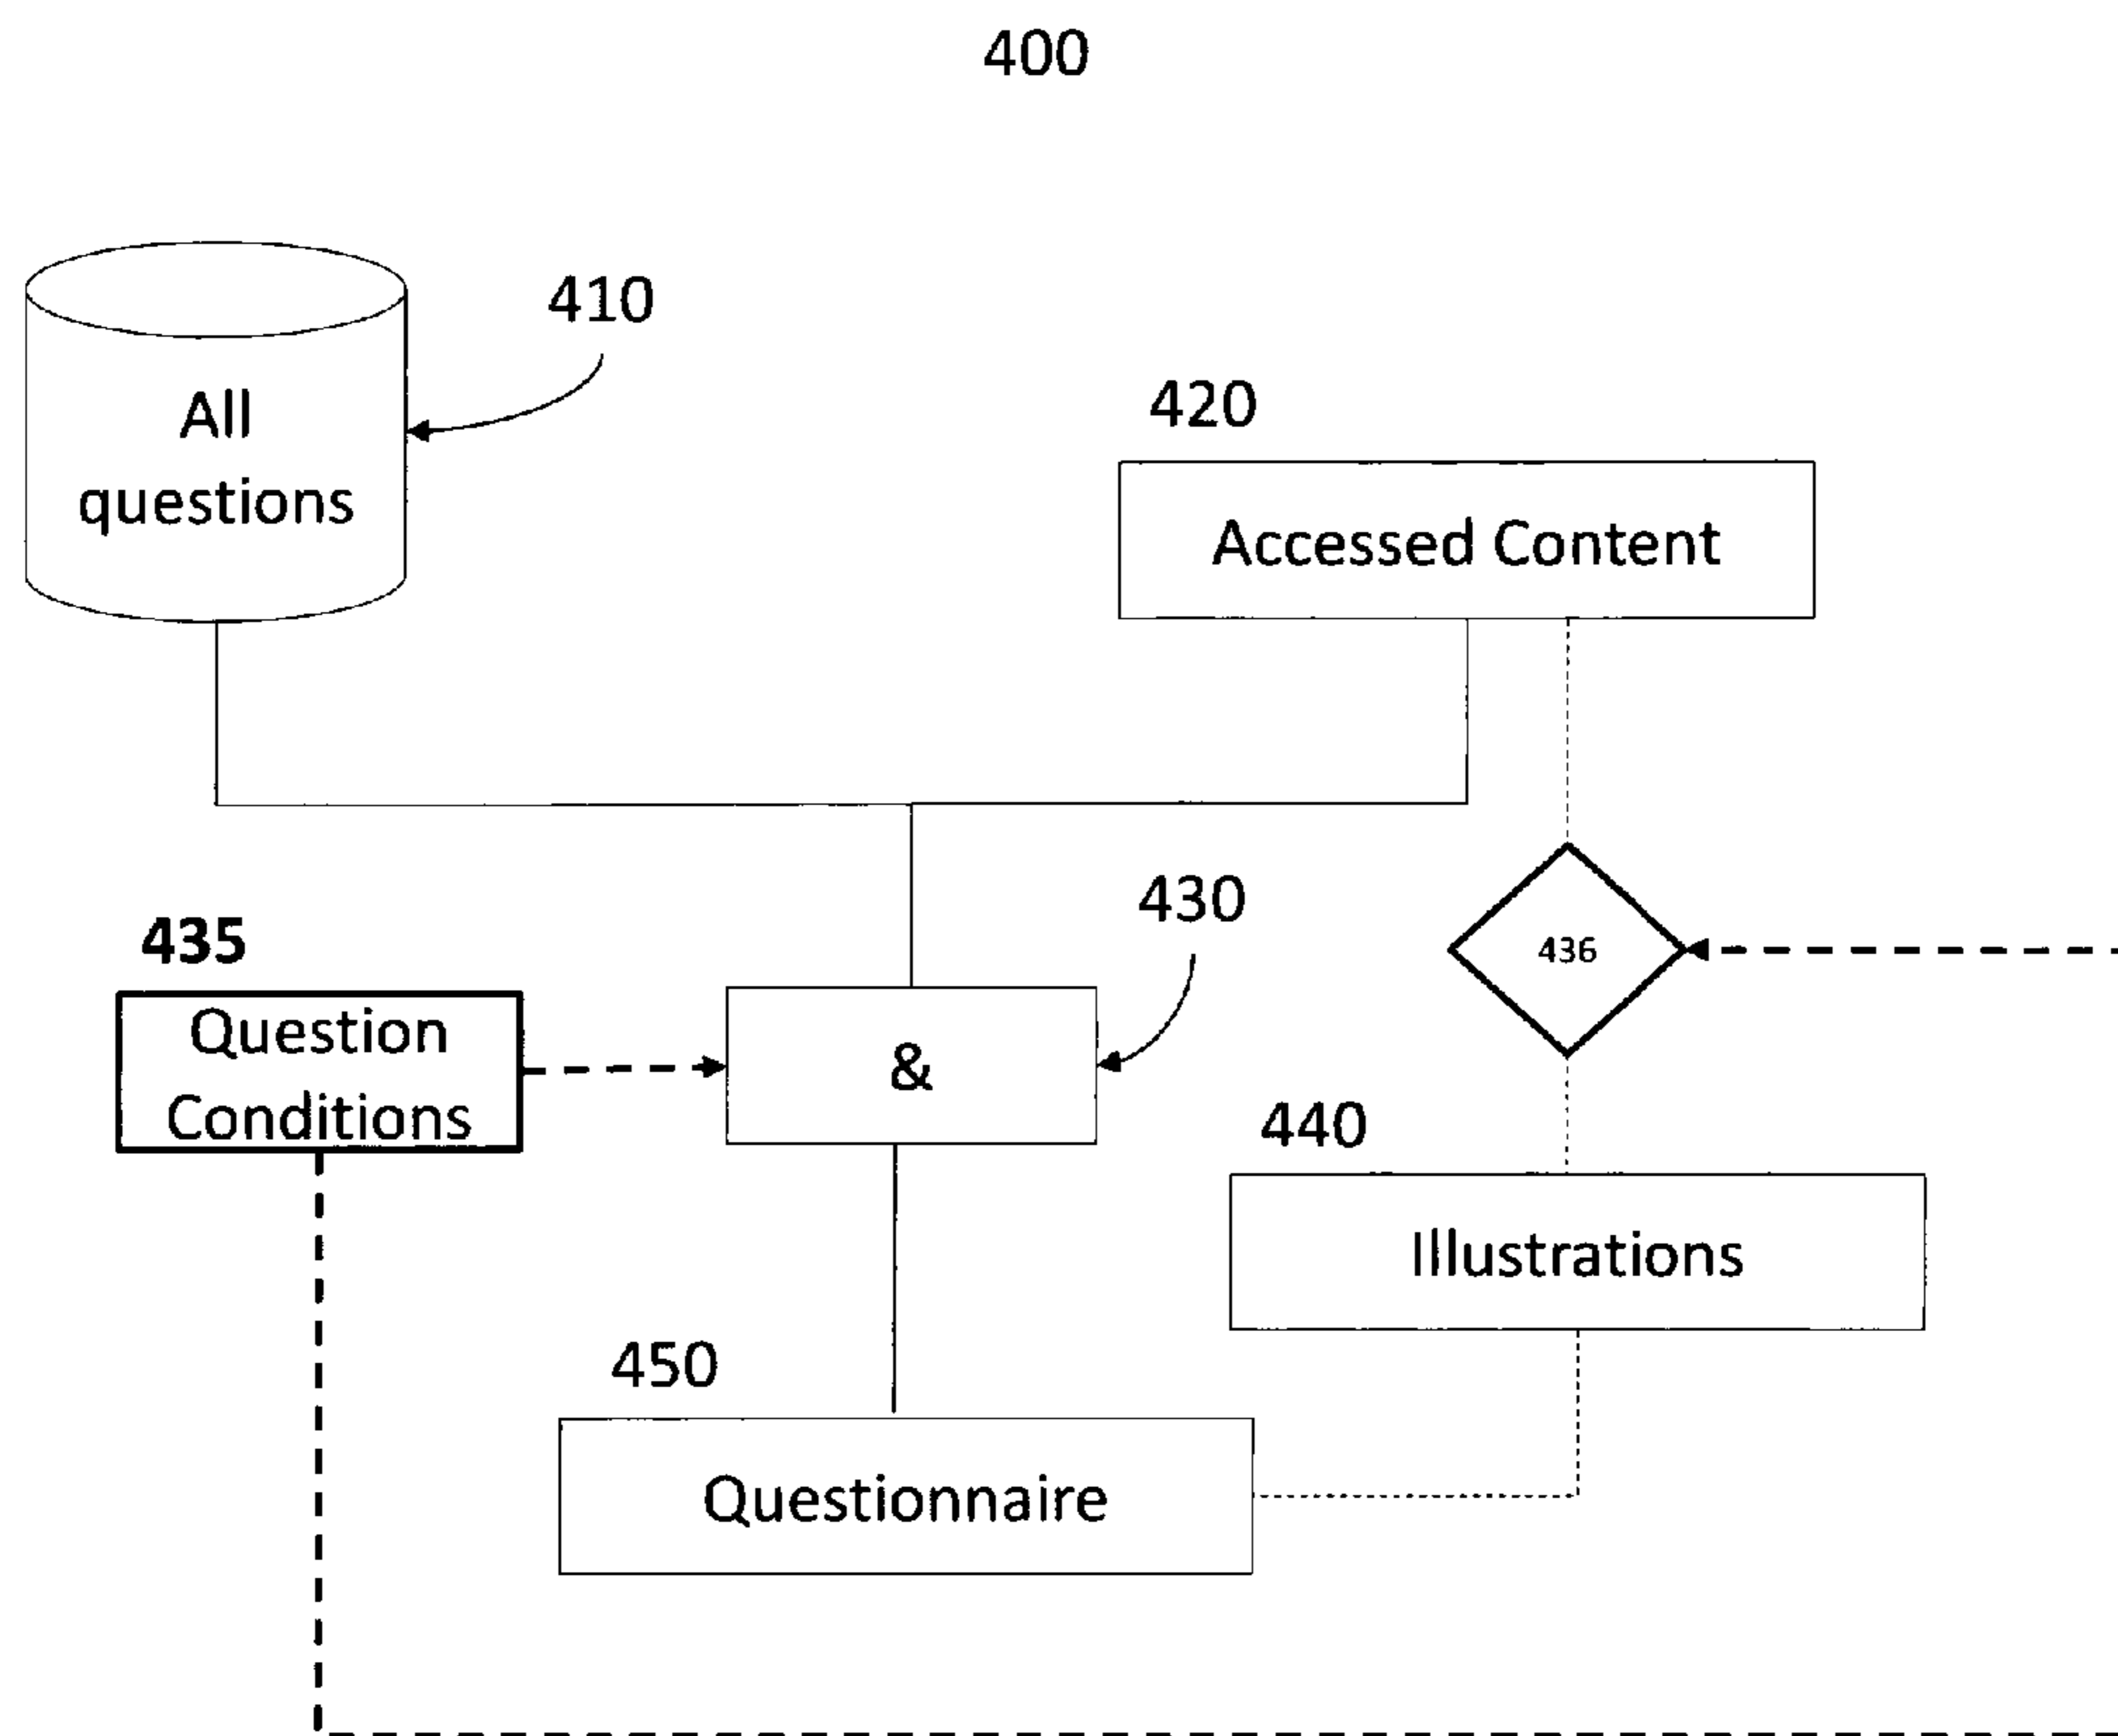 400
410
All
questions
420
Accessed Content
430
435
436
Question
Conditions
&
440
Illustrations
450
Questionnaire